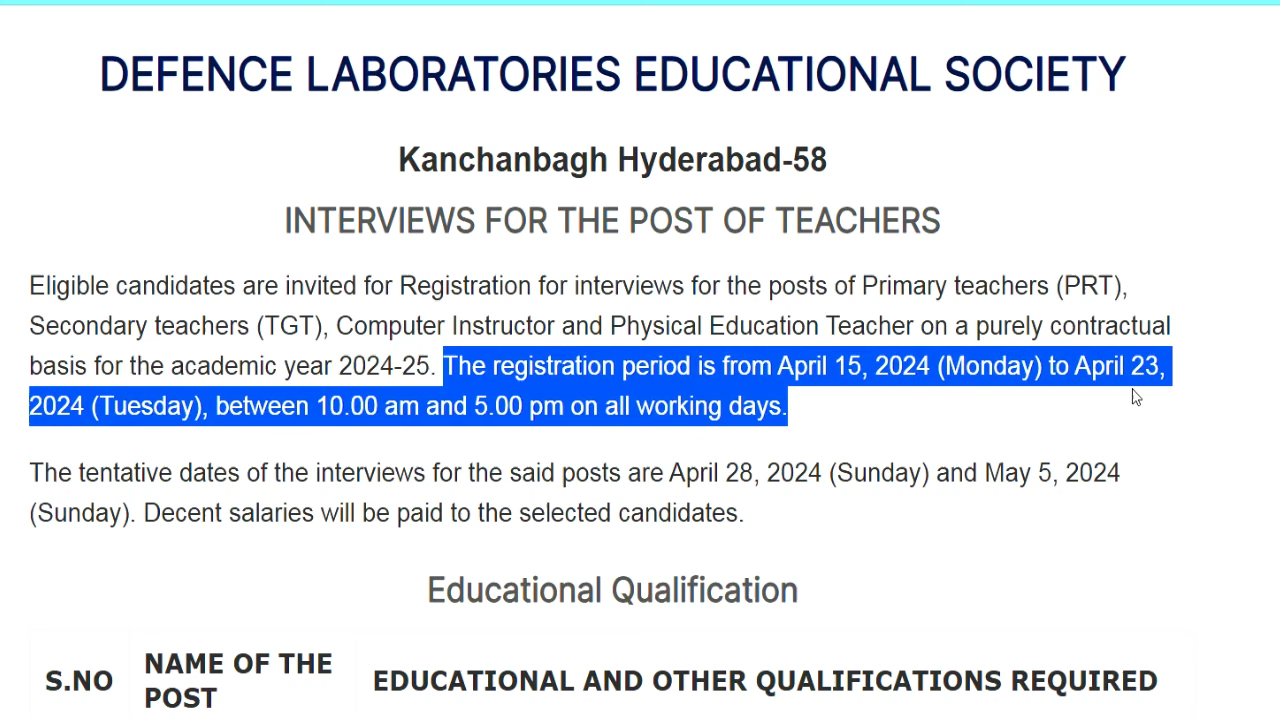 DEFENCE LABORATORIES EDUCATIONAL SOCIETY
Kanchanbagh Hyderabad-58
INTERVIEWS FOR THE POST OF TEACHERS
Eligible candidates are invited for Registration for interviews for the posts of Primary teachers (PRT),
Secondary teachers (TGT), Computer Instructor and Physical Education Teacher on a purely contractual
basis for the academic year 2024-25. The registration period is from April 15, 2024 (Monday) to April 23,
2024 (Tuesday), between 10.00 am and 5.00 pm on all working days.
The tentative dates of the interviews for the said posts are April 28, 2024 (Sunday) and May 5, 2024
(Sunday). Decent salaries will be paid to the selected candidates.
Educational Qualification
S.NO
NAME OF THE
POST
EDUCATIONAL AND OTHER QUALIFICATIONS REQUIRED